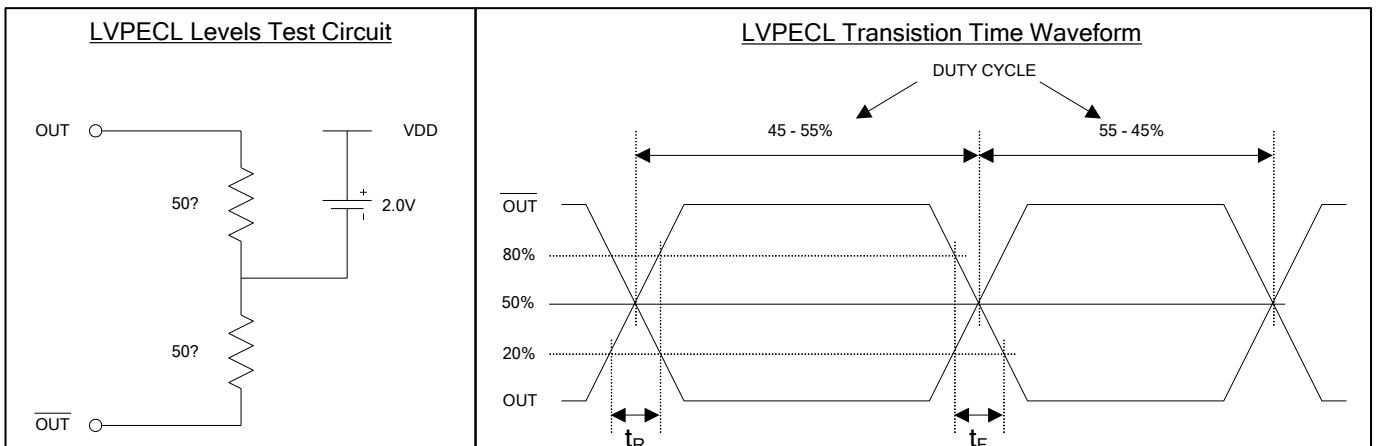 LVPECL Levels Test Circuit
OUT
VDD
50?
+
2.0V
-
50?
OUT
LVPECL Transistion Time Waveform
DUTY CYCLE
45 - 55%
55 - 45%
OUT
80%
50%
20%
OUT
tR
tF